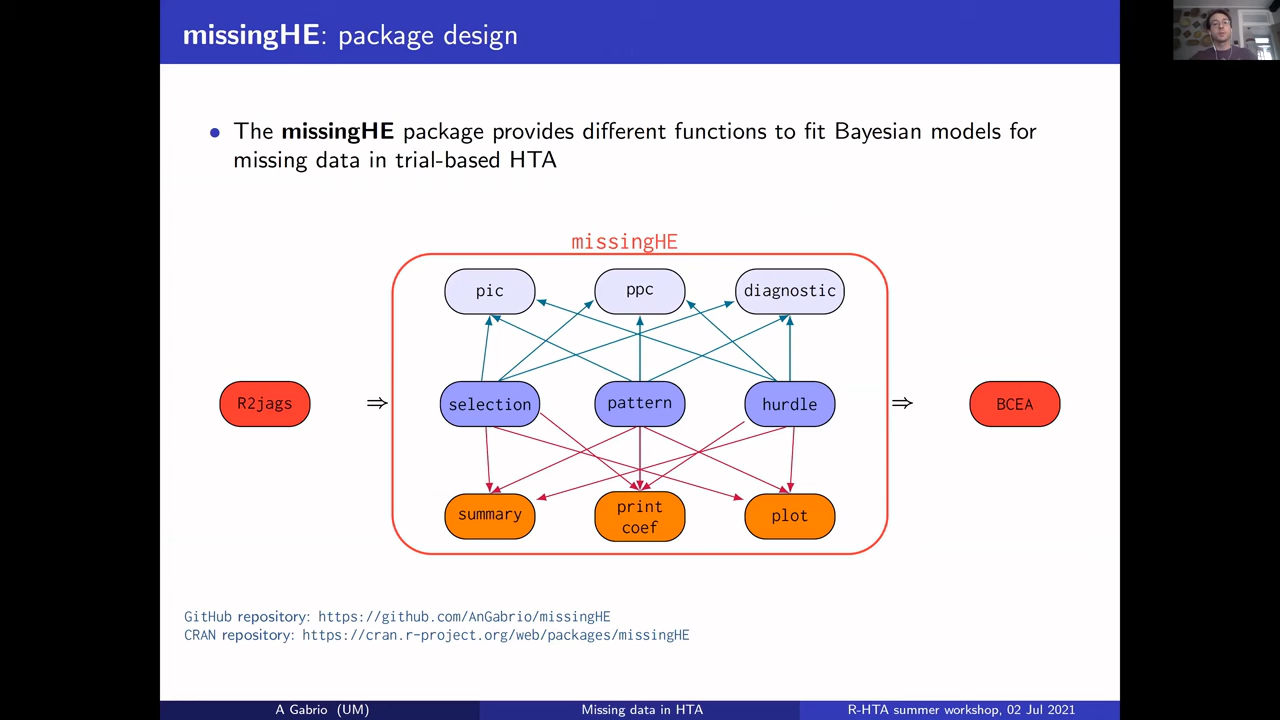 missingHE: package design
• The missingHE package provides different functions to fit Bayesian models for
missing data in trial-based HTA
missingHE
pic
ppc
diagnostic
R2jags
⇒
selection
pattern
hurdle
⇒
BCEA
summary
print
coef
plot
GitHub repository: https://github.com/AnGabrio/missingHE
CRAN repository: https://cran.r-project.org/web/packages/missingHE
A Gabrio (UM)
Missing data in HTA
R-HTA summer workshop, 02 Jul 2021